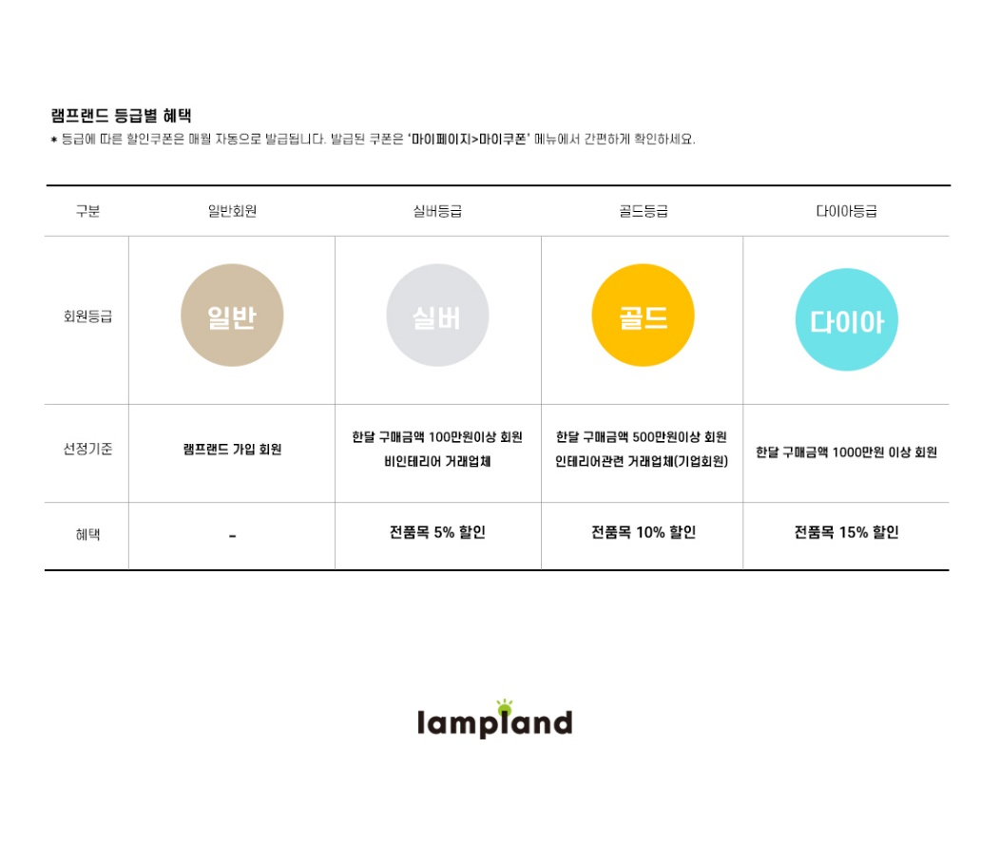 램프랜드 등급별 혜택
* 등급에 따른 할인쿠폰은 매월 자동으로 발급됩니다. 발급된 쿠폰은 '마이페이지>마이쿠폰' 메뉴에서 간편하게 확인하세요.
구분 일반회원 실버등급 골드등급 다이아등급
회원등급 일반 실버 골드 다이아
선정기준
램프랜드 가입 회원
한달 구매금액 100만원이상 회원
비인테리어 거래업체
한달 구매금액 500만원이상 회원
인테리어관련 거래업체(기업회원)
한달 구매금액 1000만원 이상 회원
혜택 - 전품목 5% 할인 전품목 10% 할인 전품목 15% 할인
lampland